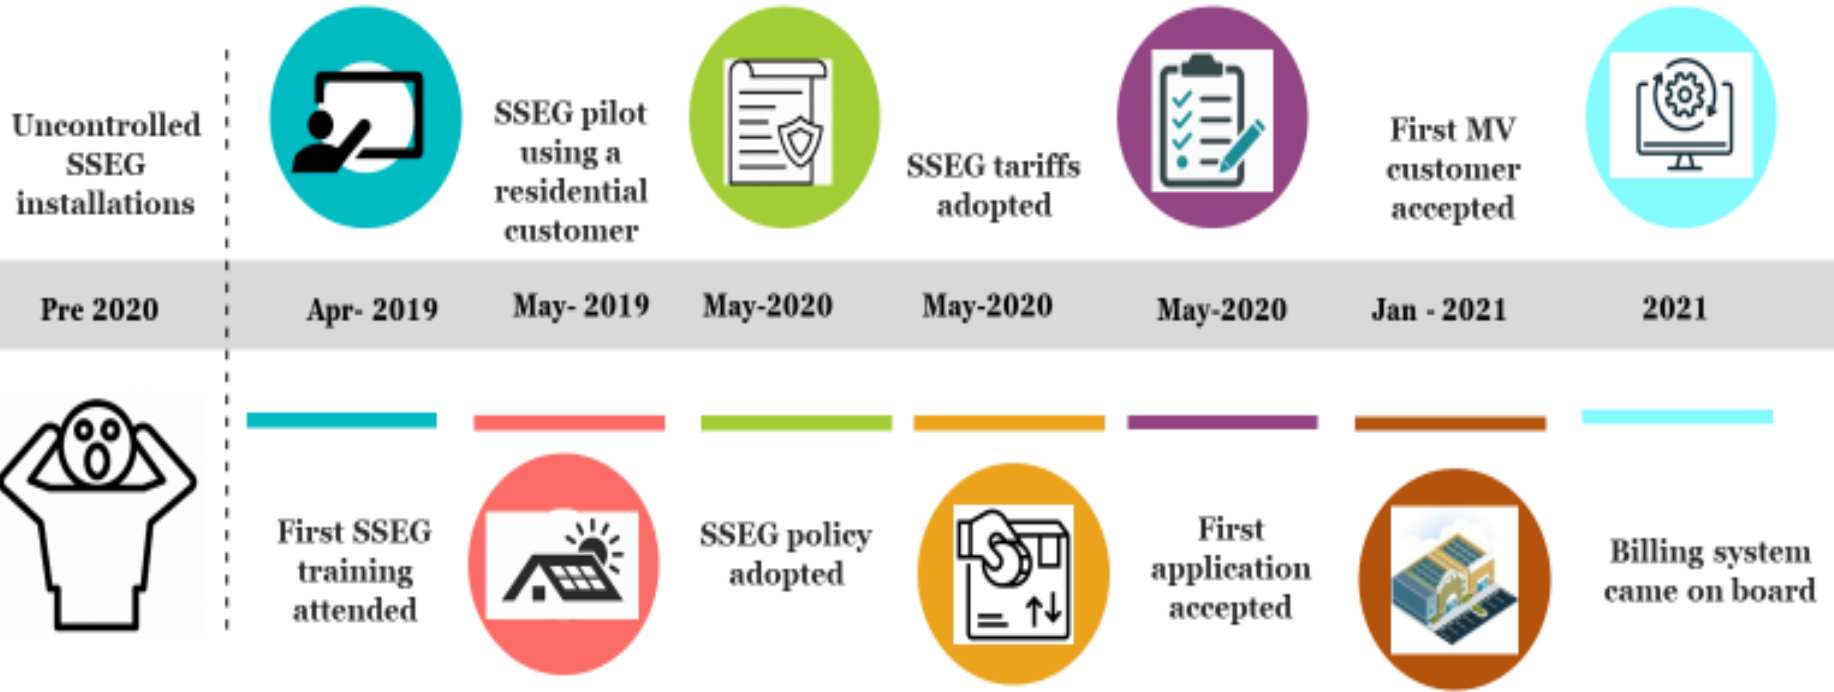 Uncontrolled
SSEG
installations
SSEG pilot
using a
residential
customer
SSEG tariffs
adopted
First MV
customer
accepted
Pre 2020
Apr- 2019
May- 2019
May-2020
May-2020
May-2020
Jan - 2021
2021
First SSEG
training
attended
SSEG policy
adopted
First
application
accepted
Billing system
came on board